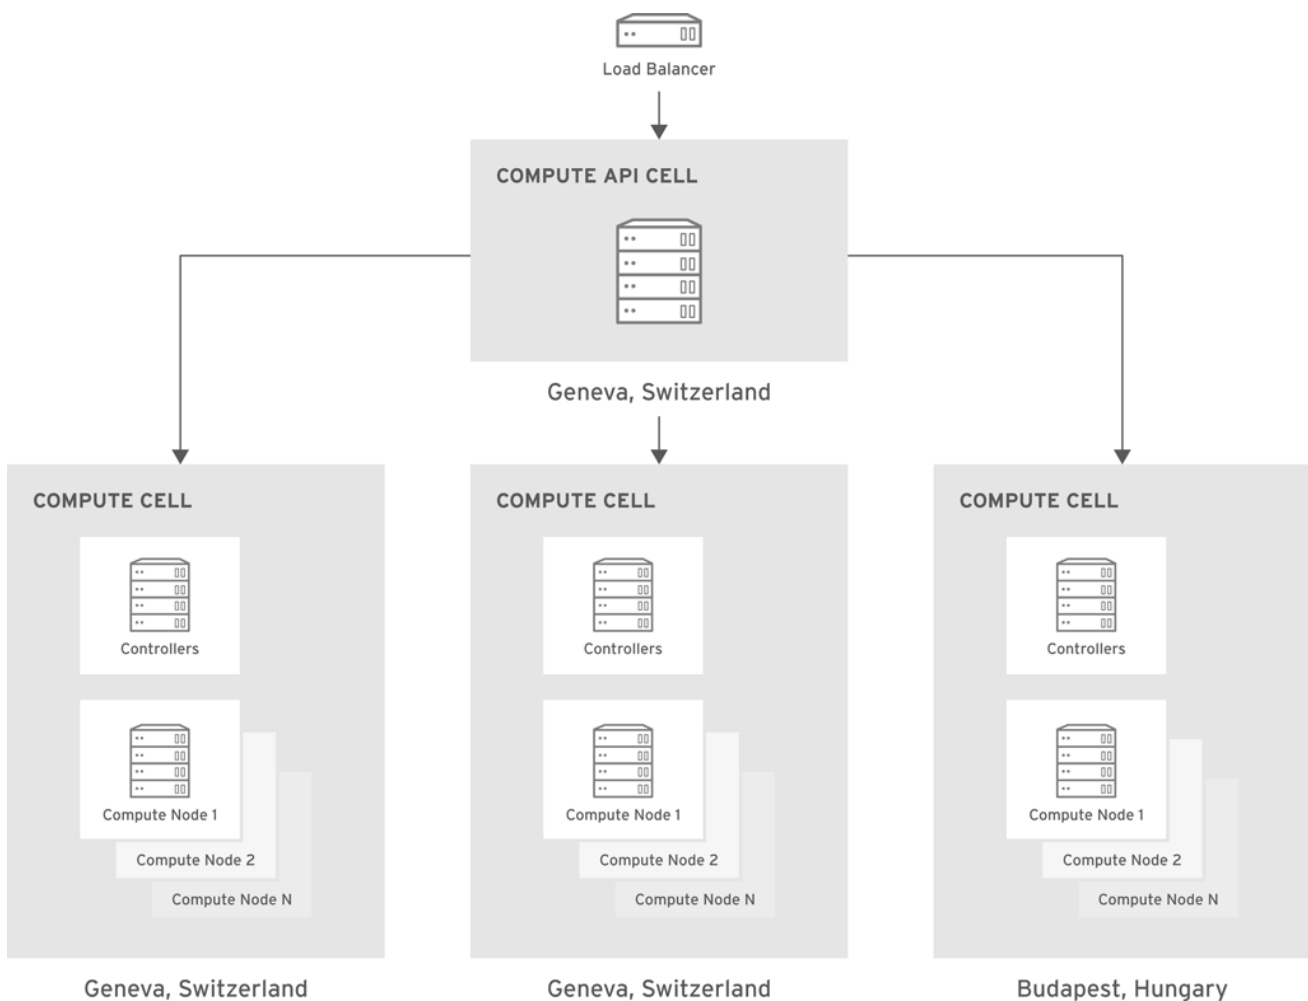 Load Balancer
COMPUTE API CELL
Geneva, Switzerland
COMPUTE CELL
Controllers
Compute Node 1
Compute Node 2
Compute Node N
Geneva, Switzerland
COMPUTE CELL
Controllers
Compute Node 1
Compute Node 2
Compute Node N
Geneva, Switzerland
COMPUTE CELL
Controllers
Compute Node 1
Compute Node 2
Compute Node N
Budapest, Hungary